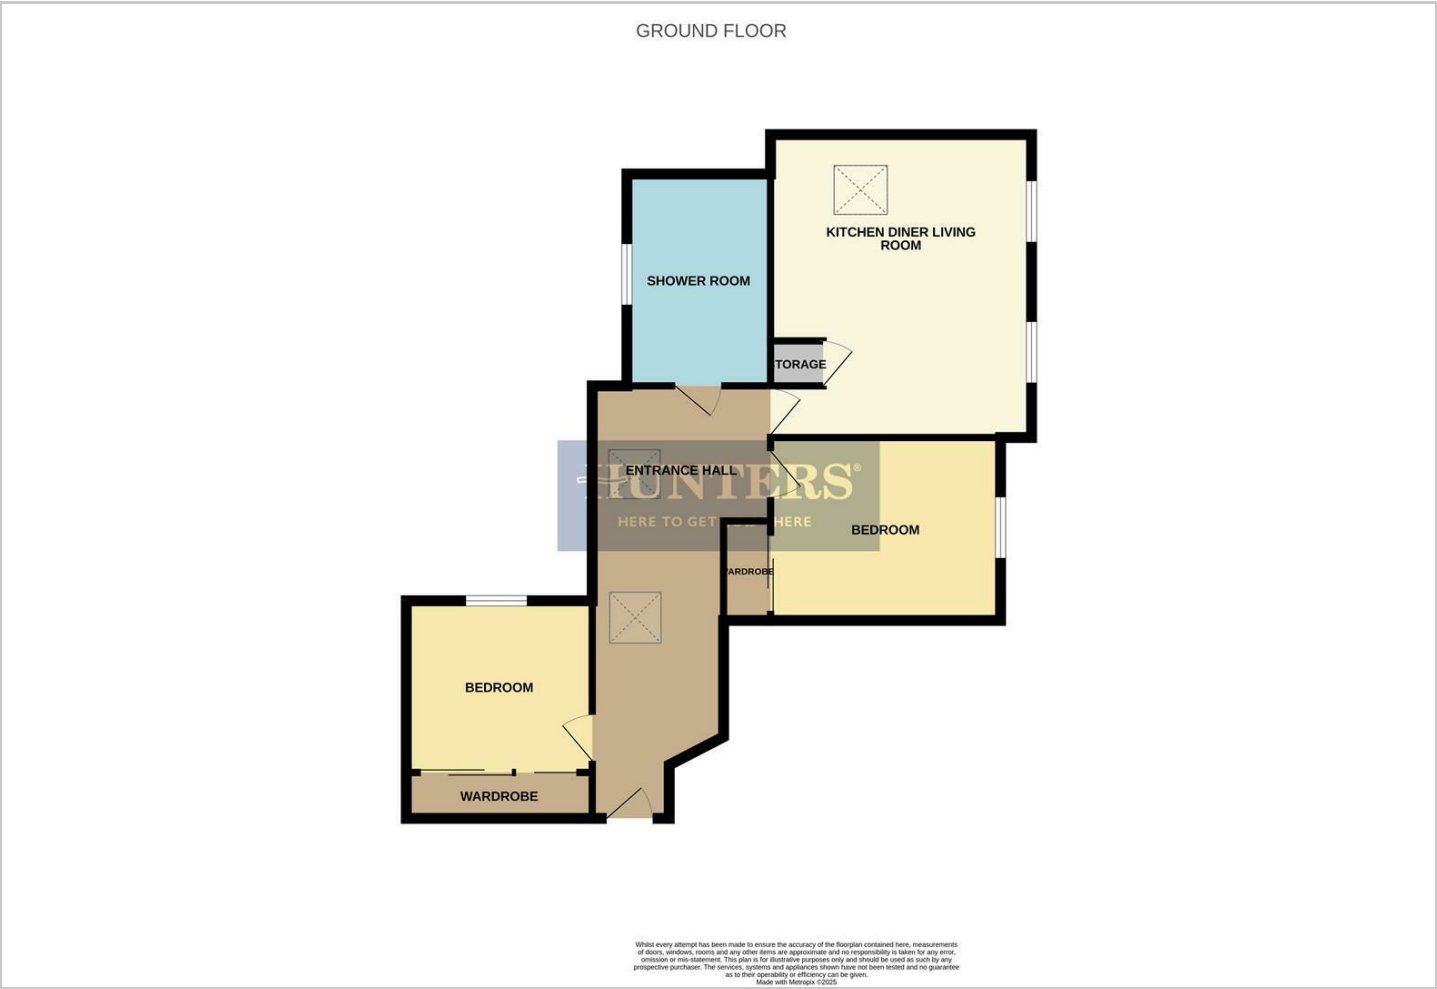 GROUND FLOOR
KITCHEN DINER LIVING
ROOM
SHOWER ROOM
STORAGE
ENTRANCE HALL
HUNTERS®
HERE TO GET HERE
BEDROOM
WARDROBE
BEDROOM
WARDROBE
Whilst every attempt has been made to ensure the accuracy of the floorplan contained here, measurements
of doors, windows, rooms and any other items are approximate and no responsibility is taken for any error,
omission or mis-statement. This plan is for illustrative purposes only and should be used as such by any
prospective purchaser. The services, systems and appliances shown have not been tested and no guarantee
as to their operability or efficiency can be given.
Made with Metropix ©2025